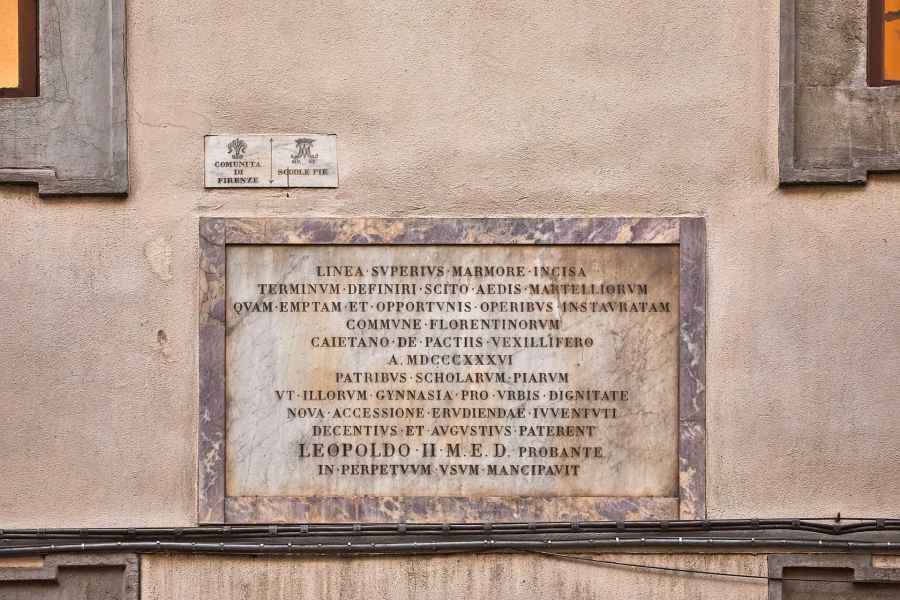 COMUNITA
DI
FIRENZE
SCUOLE PIE
LINEA·SVPERIVS·MARMORE·INCISA
TERMINVM·DEFINIRI·SCITO·AEDIS·MARTELLIORVM
QVAM·EMPTAM·ET·OPPORTVNIS·OPERIBVS·INSTAVRATAM
COMMVNE·FLORENTINORVM
CAIETANO·DE·PACTIIS·VEXILLIFERO
A.MDCCCXXXVI
PATRIBVS·SCHOLARVM·PIARVM
VT·ILLORVM·GYNNASIA·PRO·VRBIS·DIGNITATE
NOVA·ACCESSIONE·ERVDIENDAE·IVVENTVTI
DECENTIVS·ET·AVGVSTIVS·PATERENT
LEOPOLDO·II·M.E.D.PROBANTE
IN·PERPETVVM·VSVM·MANCIPAVIT